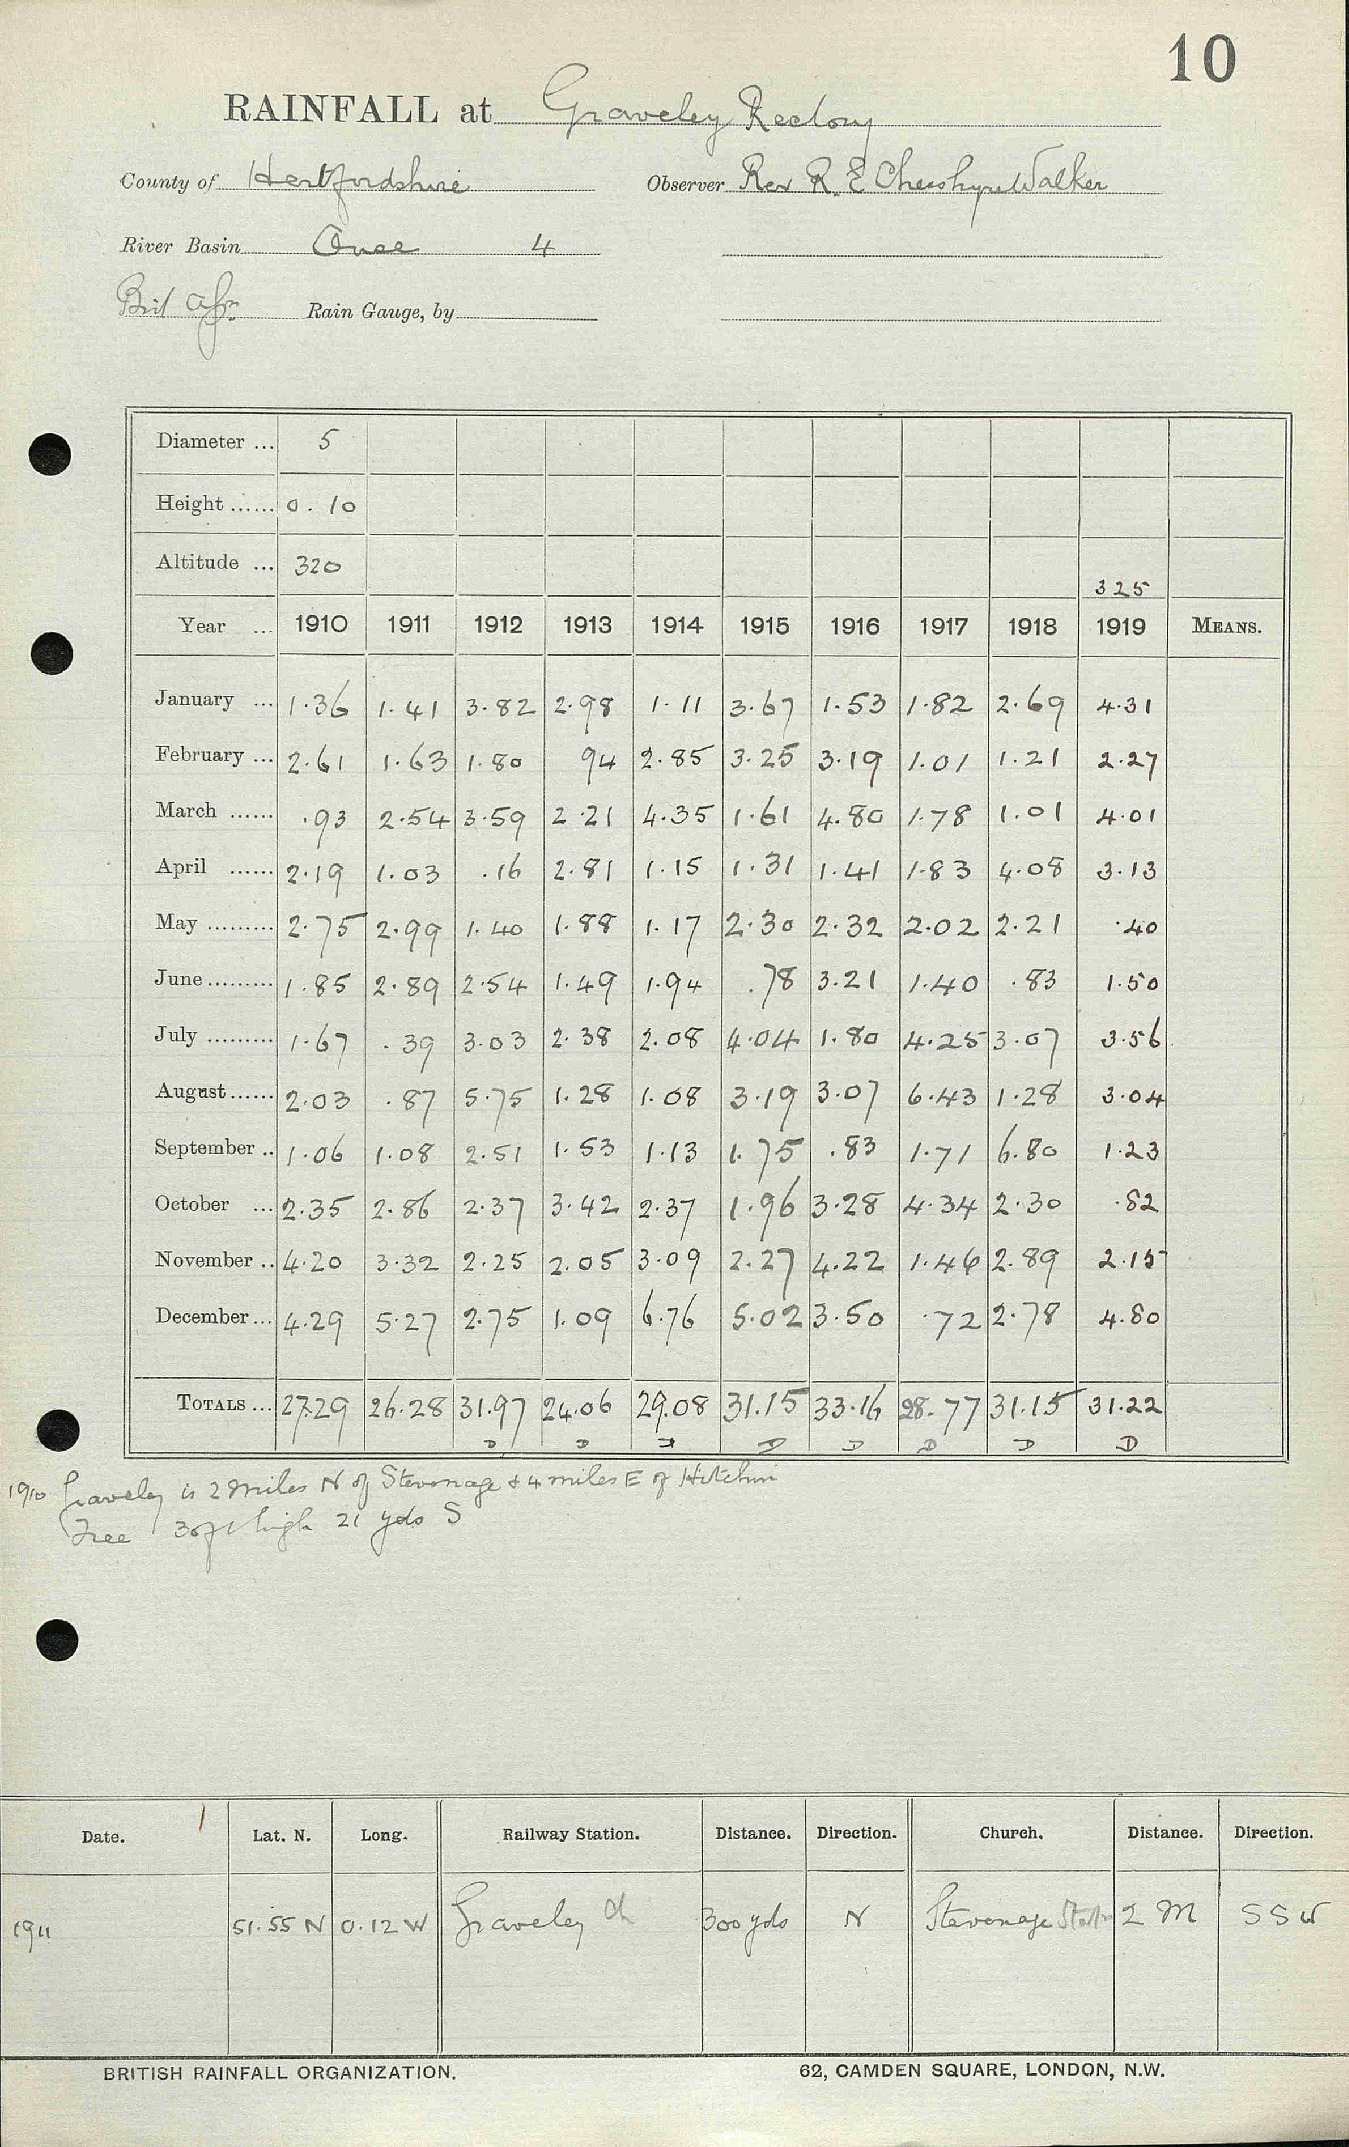 10
RAINFALL at Graveley Rectory
County of Hertfordshire Observer Rev R. E Cheeshyre Walker
River Basin Ouse 4
Rain Gauge, by
Diameter ... 5
Height ...... 0.10
Altitude ... 320 325
Year ... 1910 1911 1912 1913 1914 1915 1916 1917 1918 1919 MEANS.
January ... 1.36 1.41 3.82 2.98 1.11 3.67 1.53 1.82 2.69 4.31
February ... 2.61 1.63 1.80 94 2.85 3.25 3.19 1.01 1.21 2.27
March ...... .93 2.54 3.59 2.21 4.35 1.61 4.80 1.78 1.01 4.01
April ...... 2.19 1.03 .16 2.81 1.15 1.31 1.41 1.83 4.08 3.13
May ......... 2.75 2.99 1.40 1.88 1.17 2.30 2.32 2.02 2.21 .40
June ......... 1.85 2.89 2.54 1.49 1.94 .78 3.21 1.40 .83 1.50
July ......... 1.67 .39 3.03 2.38 2.08 4.04 1.80 4.25 3.07 3.56
August ...... 2.03 .87 5.75 1.28 1.08 3.19 3.07 6.43 1.28 3.04
September .. 1.06 1.08 2.51 1.53 1.13 1.75 .83 1.71 6.80 1.23
October ... 2.35 2.86 2.37 3.42 2.37 1.96 3.28 4.34 2.30 .82
November .. 4.20 3.32 2.25 2.05 3.09 2.27 4.22 1.46 2.89 2.15
December ... 4.29 5.27 2.75 1.09 6.76 5.02 3.50 .72 2.78 4.80
TOTALS ... 27.29 26.28 31.97 24.06 29.08 31.15 33.16 28.77 31.15 31.22
D D D D D D D D
1910 Graveley is 2 miles N of Stevenage & 4 miles E of Hitchin
Tree 30ft high 21 yds S
Date. Lat. N. Long. Railway Station. Distance. Direction. Church. Distance. Direction.
1911 51.55 N 0.12 W Graveley Ch 300 yds N Stevenage Statn 2 M SSW
BRITISH RAINFALL ORGANIZATION. 62, CAMDEN SQUARE, LONDON, N.W.